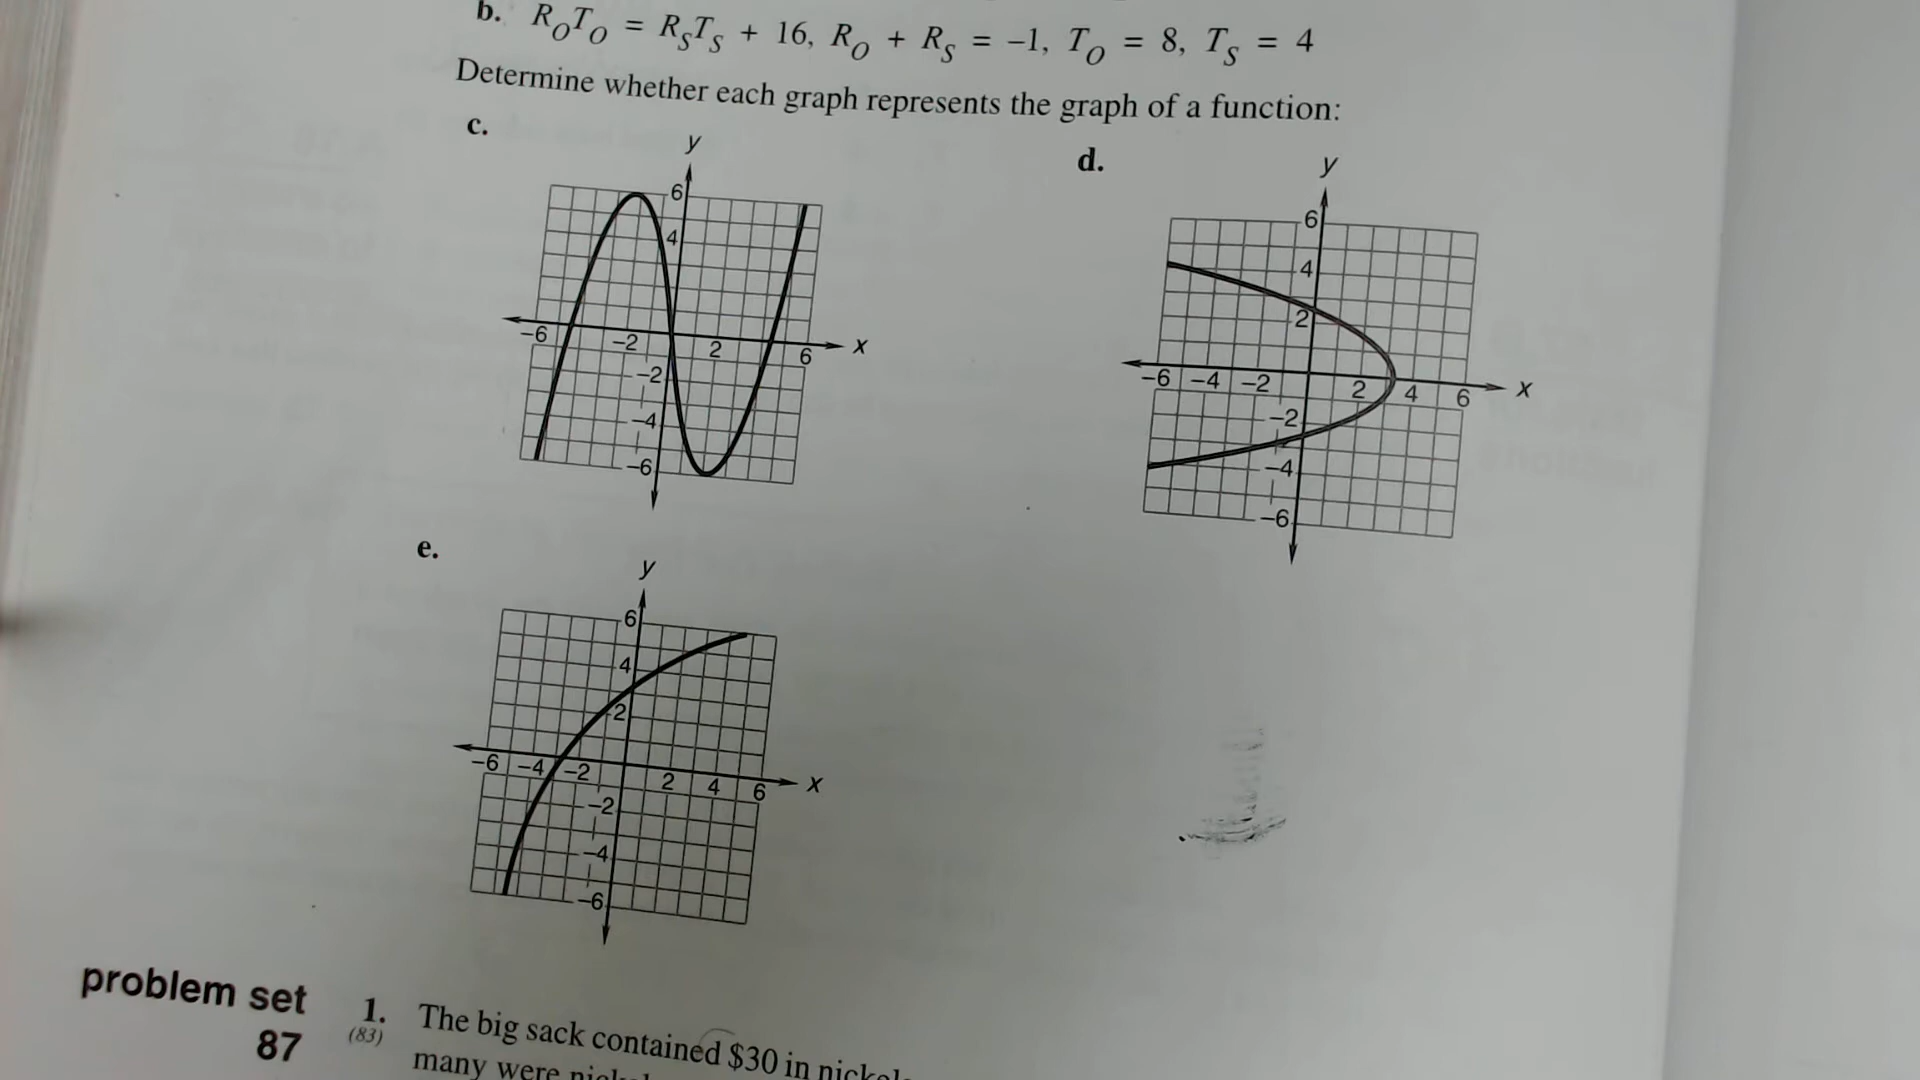 b. R_O T_O = R_S T_S + 16, R_O + R_S = –1, T_O = 8, T_S = 4
Determine whether each graph represents the graph of a function:
c.
y
6
4
–6 –2 2 6 x
–2
–4
–6
d.
y
6
4
2
–6 –4 –2 2 4 6 x
–2
–4
–6
e.
y
6
4
2
–6 –4 –2 2 4 6 x
–2
–4
–6
problem set
87
1. The big sack contained $30 in
(83)
many were